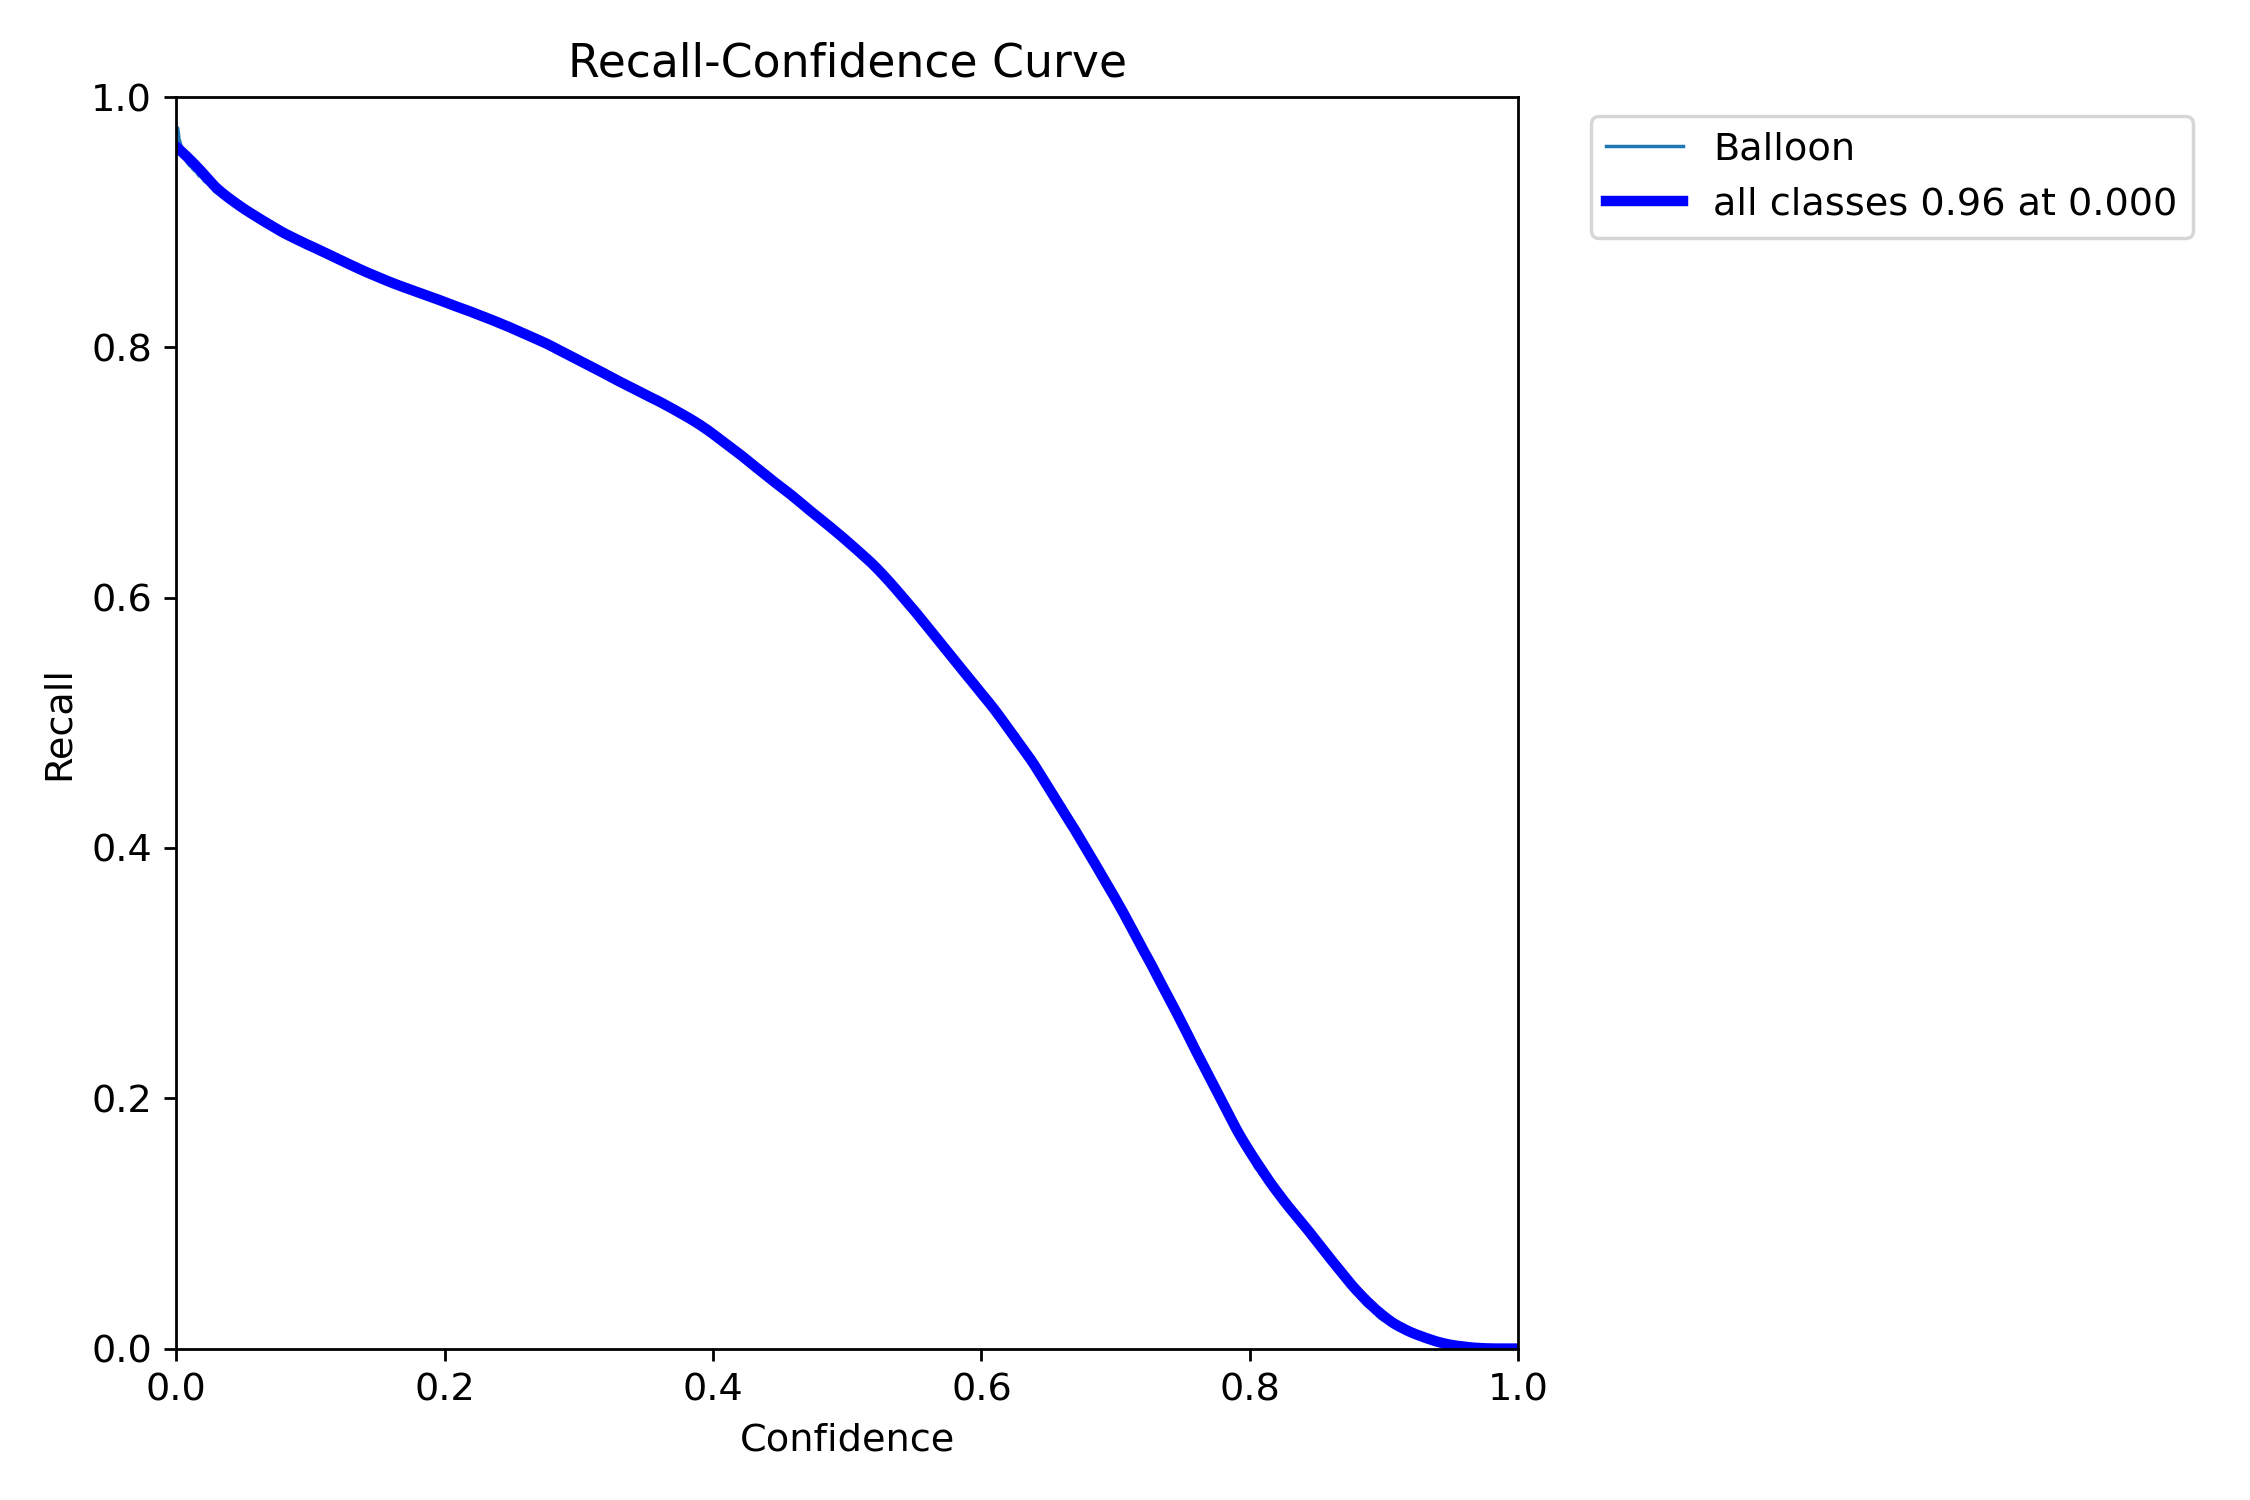 Recall-Confidence Curve
1.0
0.8
0.6
0.4
0.2
0.0
Recall
0.0 0.2 0.4 0.6 0.8 1.0
Confidence
Balloon
all classes 0.96 at 0.000